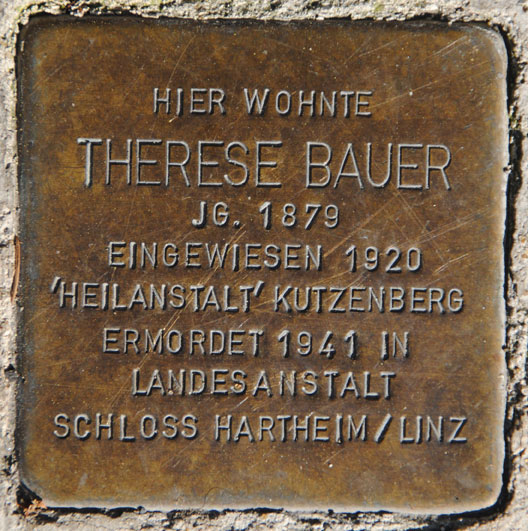 HIER WOHNTE
THERESE BAUER
JG. 1879
EINGEWIESEN 1920
'HEILANSTALT' KUTZENBERG
ERMORDET 1941 IN
LANDESANSTALT
SCHLOSS HARTHEIM/LINZ